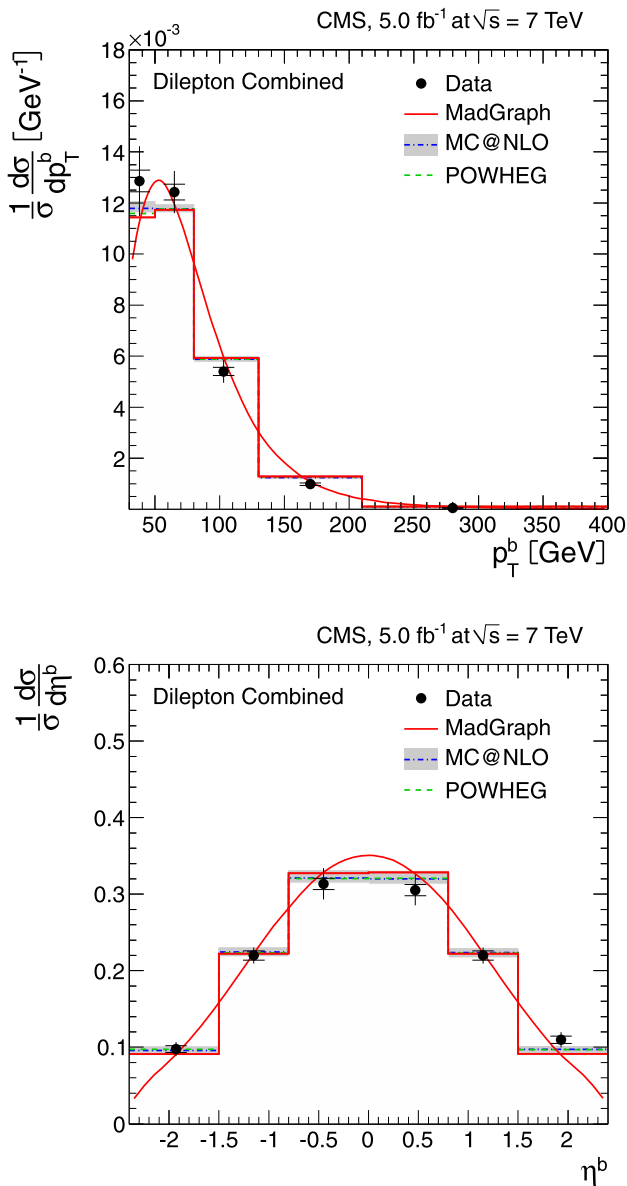 CMS, 5.0 fb⁻¹ at √s = 7 TeV
×10⁻³
18
16
14
12
10
8
6
4
2
1/σ dσ/dp_T^b [GeV⁻¹]
Dilepton Combined
Data
MadGraph
MC@NLO
POWHEG
50 100 150 200 250 300 350 400
p_T^b [GeV]
CMS, 5.0 fb⁻¹ at √s = 7 TeV
0.6
0.5
0.4
0.3
0.2
0.1
0
1/σ dσ/dη^b
Dilepton Combined
Data
MadGraph
MC@NLO
POWHEG
-2 -1.5 -1 -0.5 0 0.5 1 1.5 2
η^b